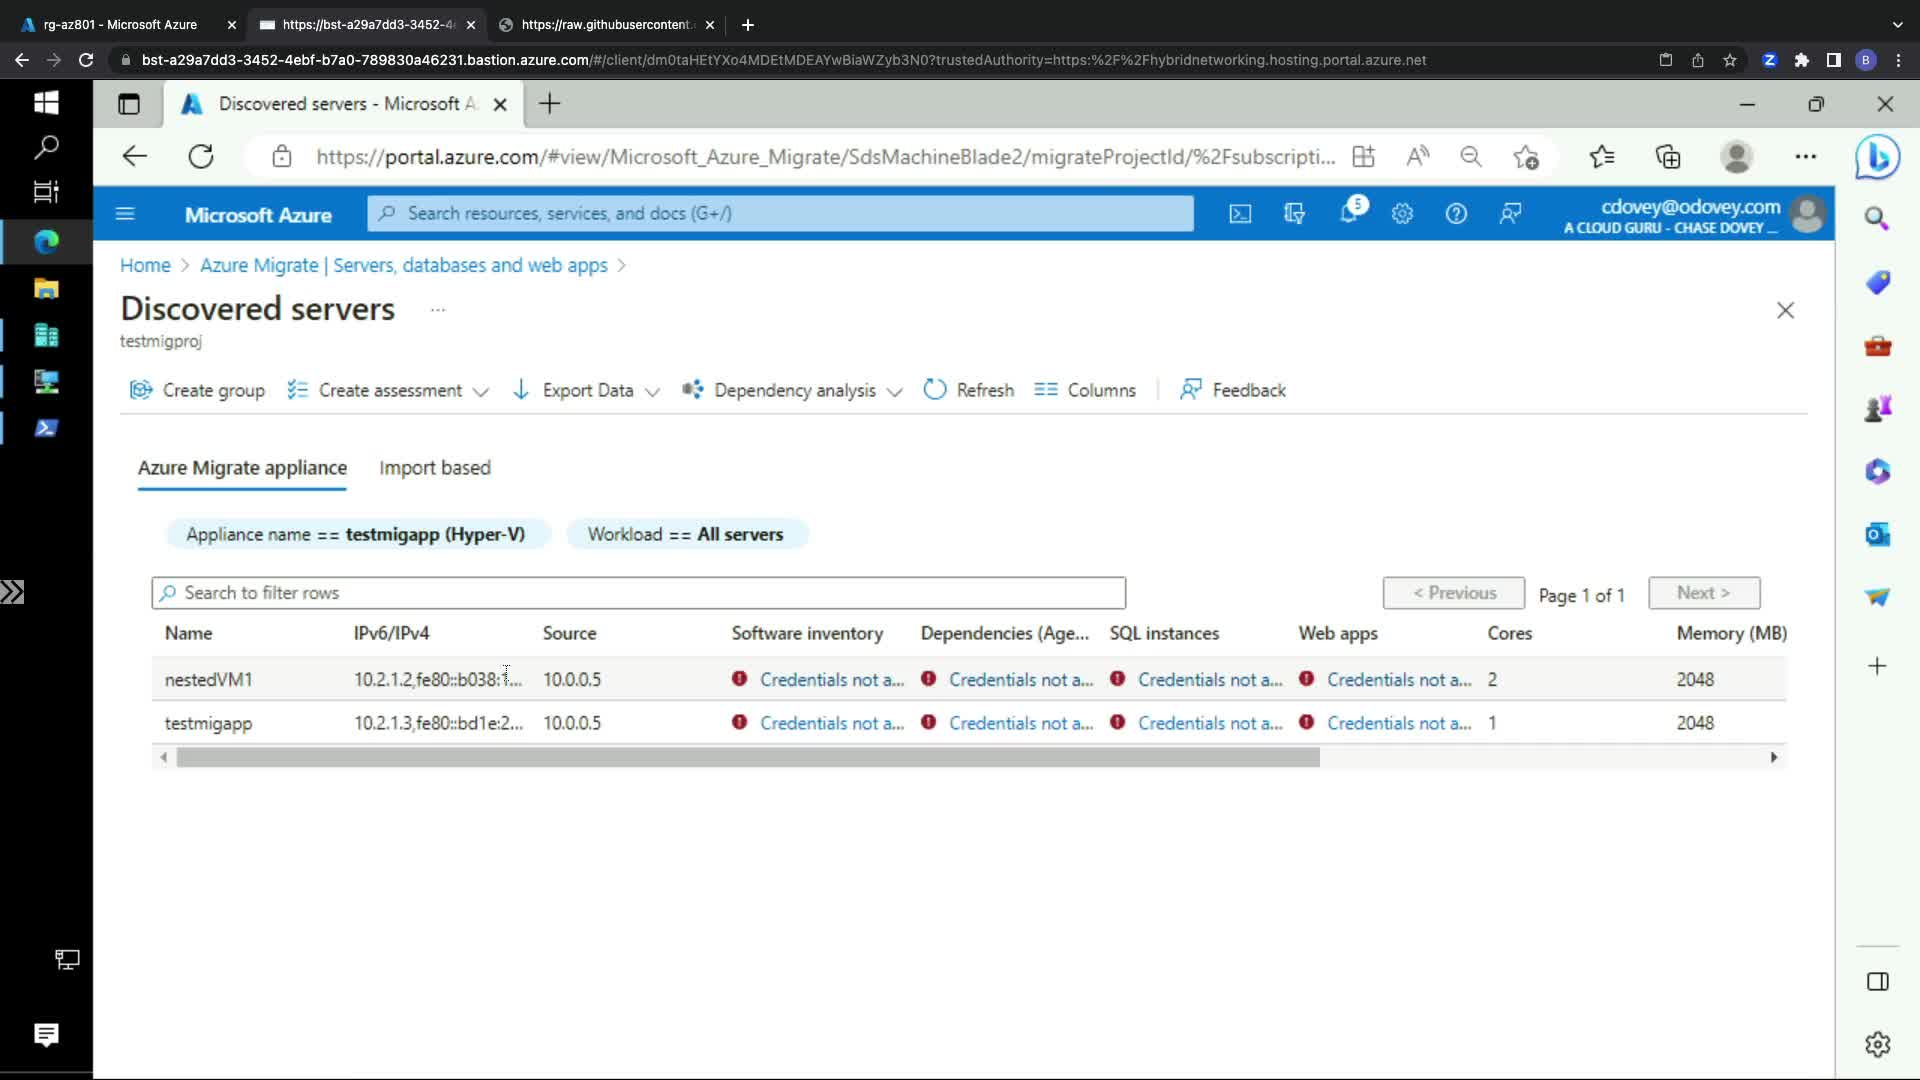 rg-az801 - Microsoft Azure
https://bst-a29a7dd3-3452-4e
https://raw.githubusercontent.
bst-a29a7dd3-3452-4ebf-b7a0-789830a46231.bastion.azure.com/#/client/dm0taHEtYXo4MDEtMDEAYwBiaWZyb3N0?trustedAuthority=https:%2F%2Fhybridnetworking.hosting.portal.azure.net
B
Discovered servers - Microsoft A
https://portal.azure.com/#view/Microsoft_Azure_Migrate/SdsMachineBlade2/migrateProjectId/%2Fsubscripti...
Microsoft Azure
Search resources, services, and docs (G+/)
5
cdovey@odovey.com
A CLOUD GURU - CHASE DOVEY ...
Home > Azure Migrate | Servers, databases and web apps >
Discovered servers ...
testmigproj
Create group
Create assessment
Export Data
Dependency analysis
Refresh
Columns
Feedback
Azure Migrate appliance
Import based
Appliance name == testmigapp (Hyper-V)
Workload == All servers
Search to filter rows
< Previous
Page 1 of 1
Next >
Name IPv6/IPv4 Source Software inventory Dependencies (Age... SQL instances Web apps Cores Memory (MB)
nestedVM1 10.2.1.2,fe80::b038:1... 10.0.0.5 Credentials not a... Credentials not a... Credentials not a... Credentials not a... 2 2048
testmigapp 10.2.1.3,fe80::bd1e:2... 10.0.0.5 Credentials not a... Credentials not a... Credentials not a... Credentials not a... 1 2048